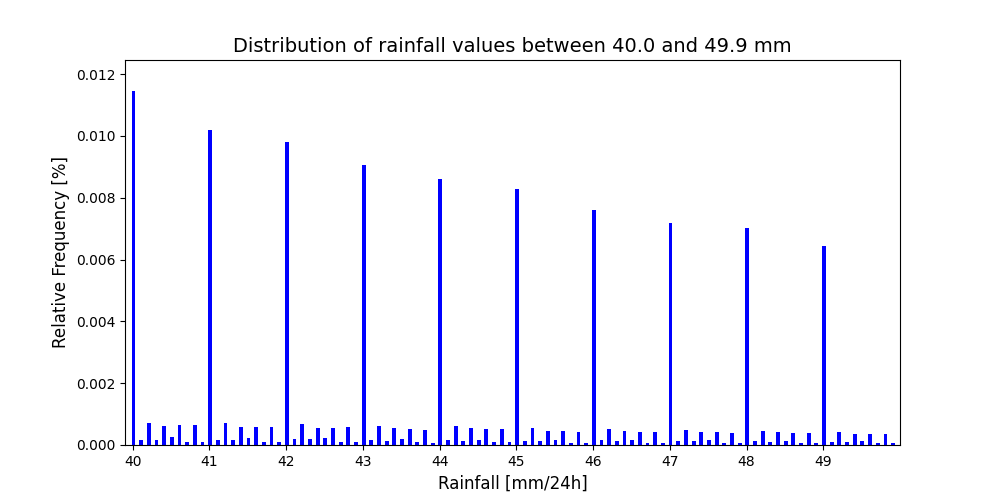 Distribution of rainfall values between 40.0 and 49.9 mm
Relative Frequency [%]
0.012
0.010
0.008
0.006
0.004
0.002
0.000
40 41 42 43 44 45 46 47 48 49
Rainfall [mm/24h]